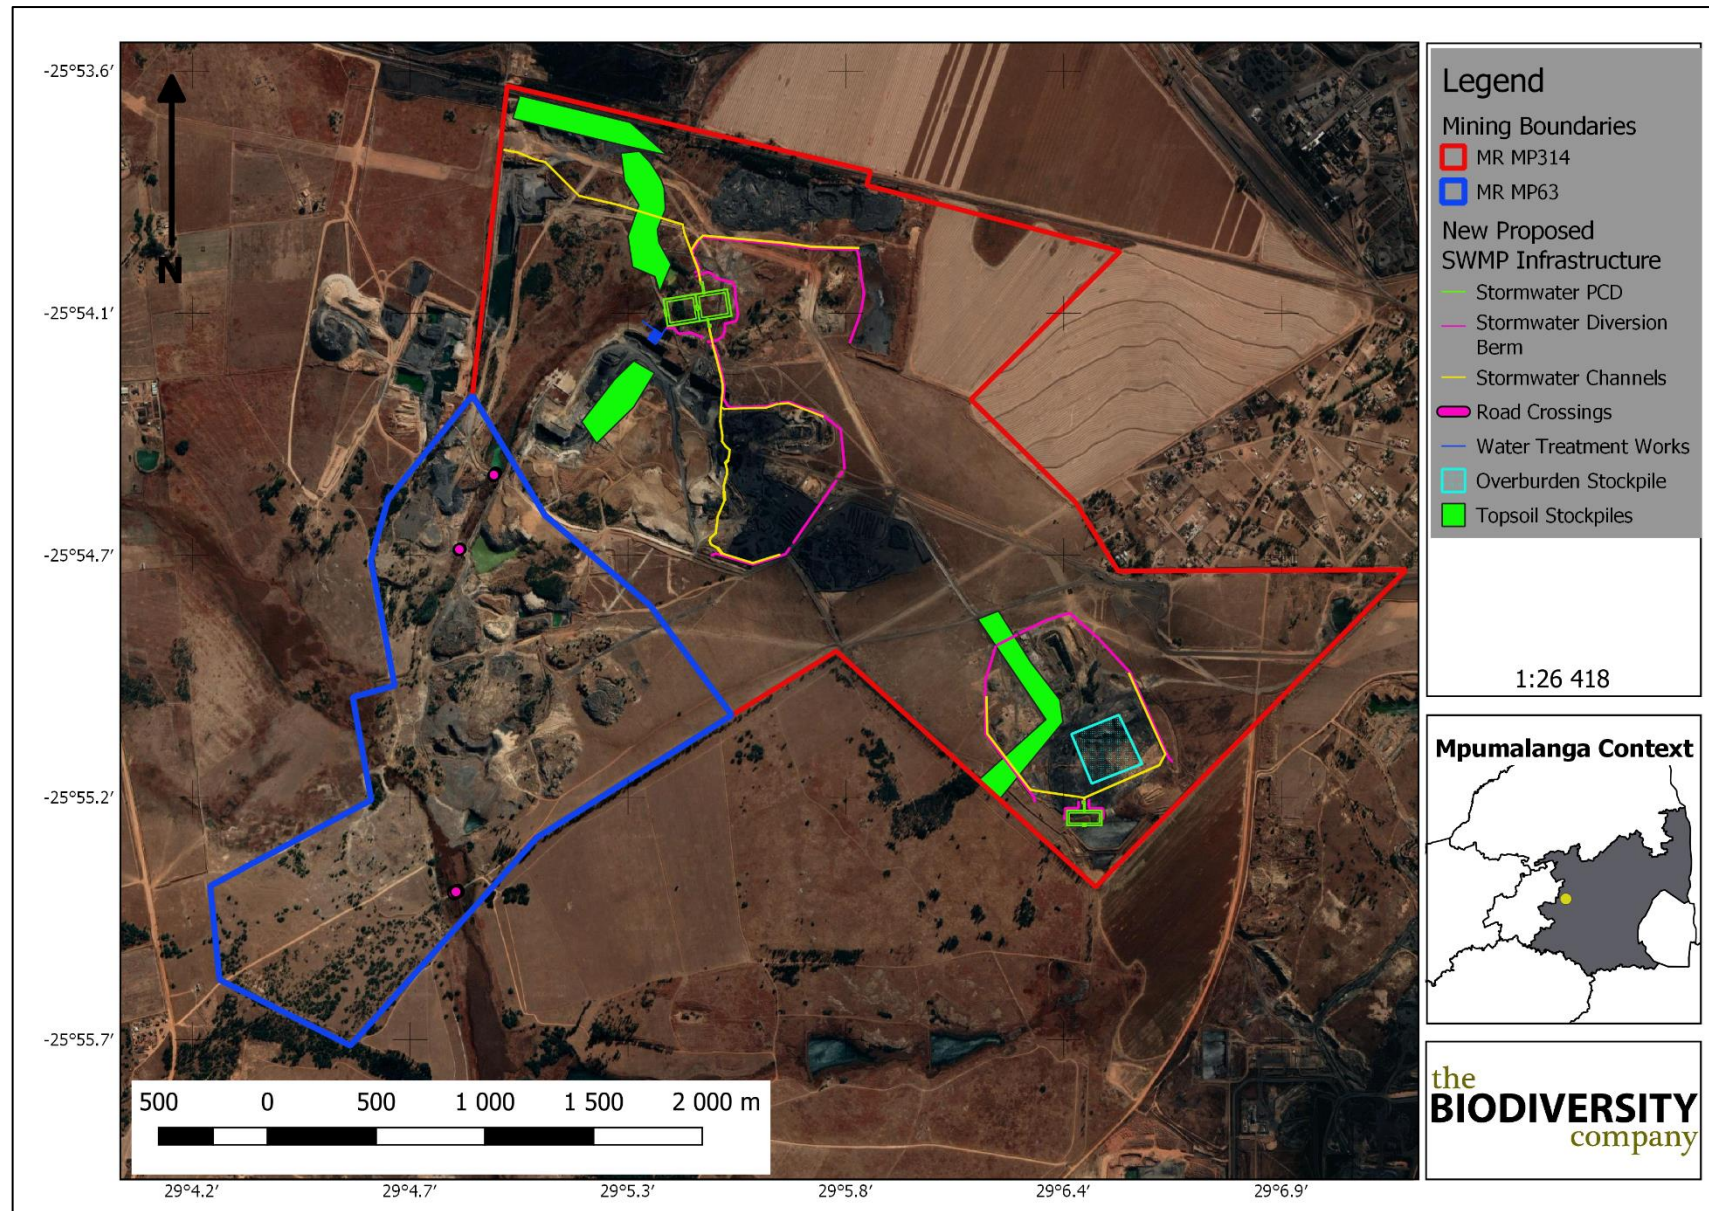 -25°53.6'
-25°54.1'
-25°54.7'
-25°55.2'
-25°55.7'
N
500 0 500 1 000 1 500 2 000 m
29°4.2' 29°4.7' 29°5.3' 29°5.8' 29°6.4' 29°6.9'
Legend
Mining Boundaries
MR MP314
MR MP63
New Proposed
SWMP Infrastructure
Stormwater PCD
Stormwater Diversion
Berm
Stormwater Channels
Road Crossings
Water Treatment Works
Overburden Stockpile
Topsoil Stockpiles
1:26 418
Mpumalanga Context
the
BIODIVERSITY
company